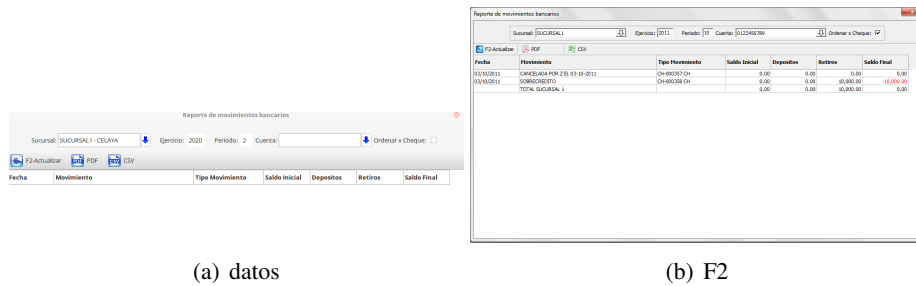 Reporte de movimientos bancarios
Sucursal: SUCURSAL1 - CELAYA Ejercicio: 2020 Periodo: 2 Cuenta: Ordenar x Cheque:
F2-Actualizar PDF CSV
Fecha Movimiento Tipo Movimiento Saldo Inicial Depositos Retiros Saldo Final
(a) datos
Reporte de movimientos bancarios
Sucursal: SUCURSAL1 Ejercicio: 2011 Periodo: 10 Cuenta: 0123456789 Ordenar x Cheque:
F2-Actualizar PDF CSV
Fecha Movimiento Tipo Movimiento Saldo Inicial Depositos Retiros Saldo Final
03/10/2011 CANCELADA POR Z EL 03-10-2011 CH-000357 CH 0.00 0.00 0.00 0.00
03/10/2011 SOBRECREDITO CH-000358 CH 0.00 0.00 10,000.00 -10,000.00
TOTAL SUCURSAL 1 0.00 0.00 10,000.00 0.00
(b) F2